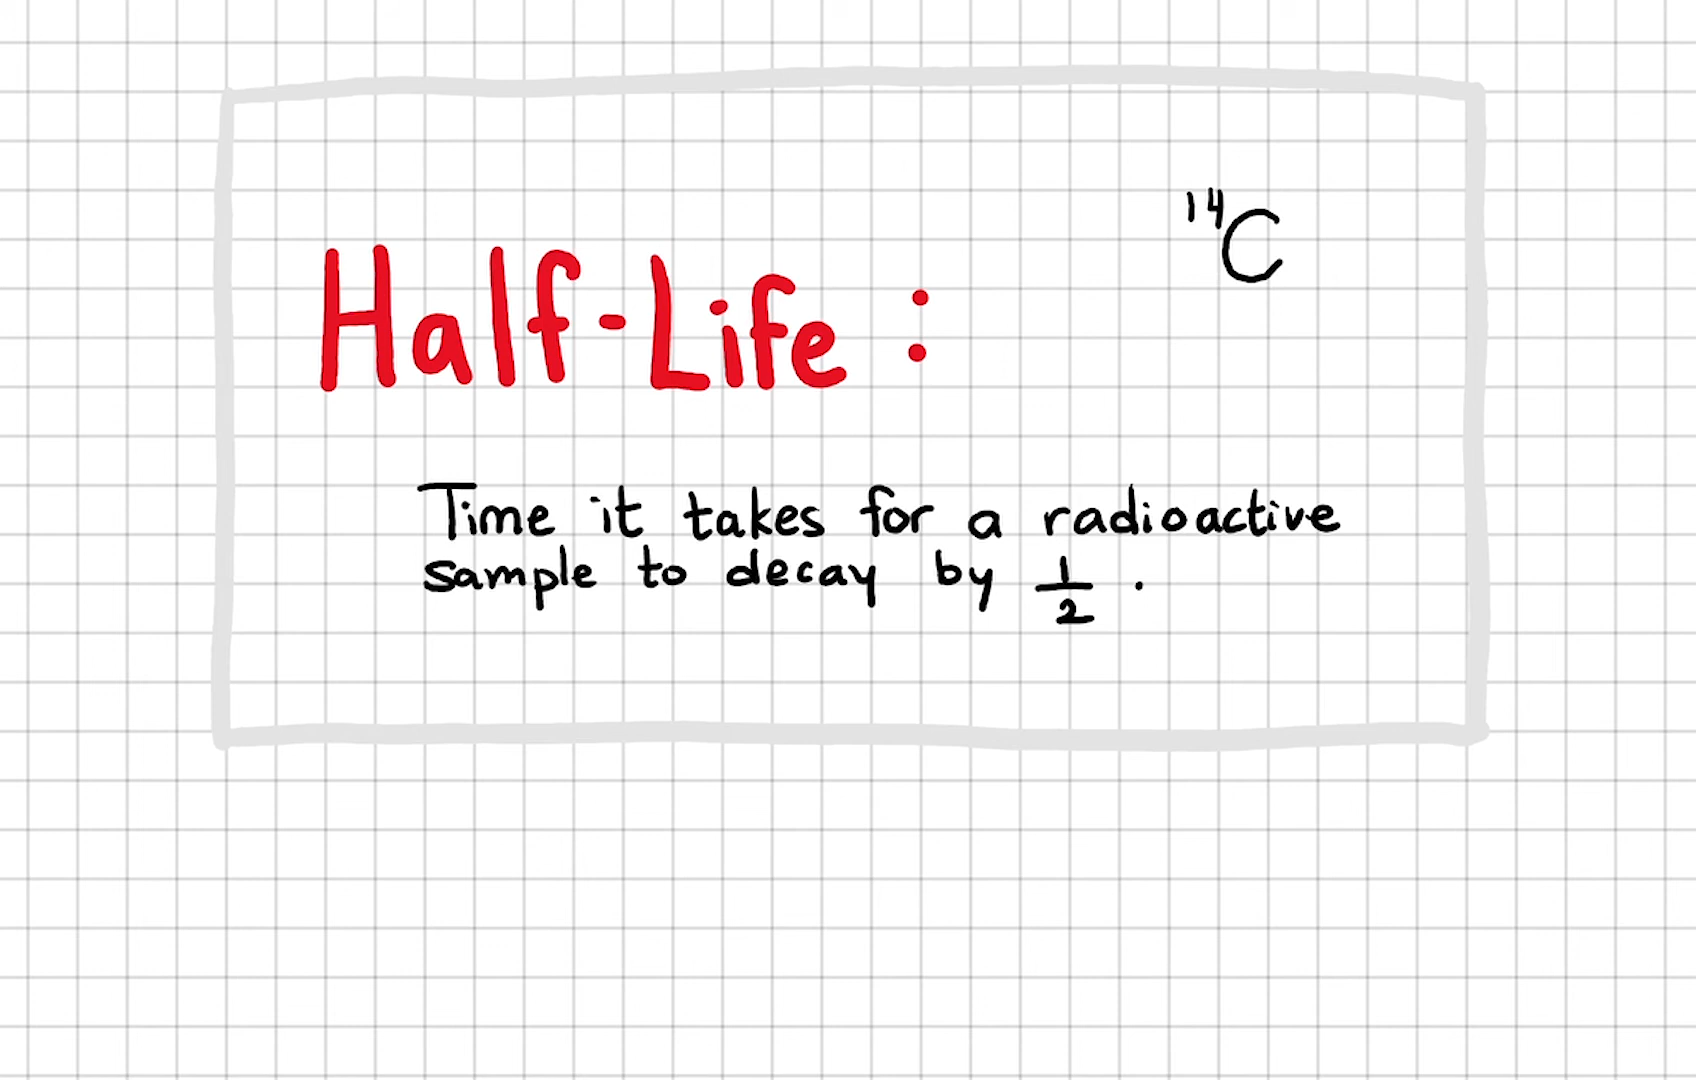 ¹⁴C
Half-Life :
Time it takes for a radioactive
sample to decay by 1/2 .